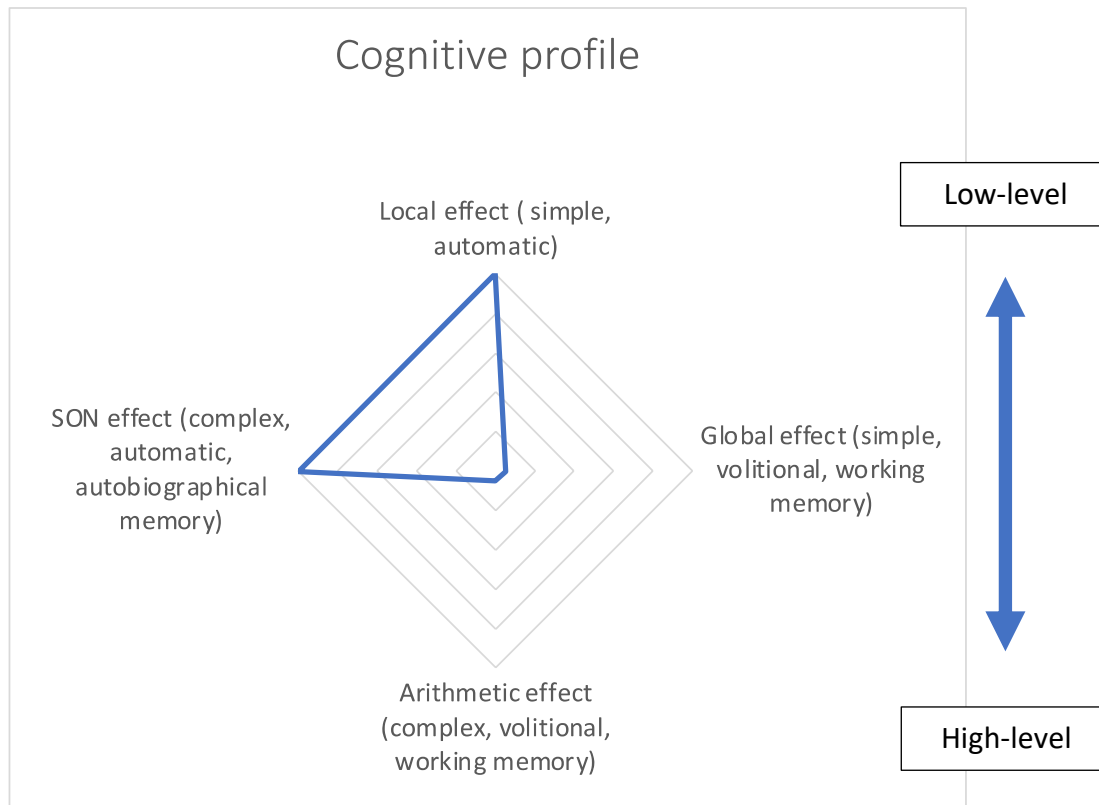 Cognitive profile
Low-level
Local effect ( simple,
automatic)
SON effect (complex,
automatic,
autobiographical
memory)
Global effect (simple,
volitional, working
memory)
Arithmetic effect
(complex, volitional,
working memory)
High-level